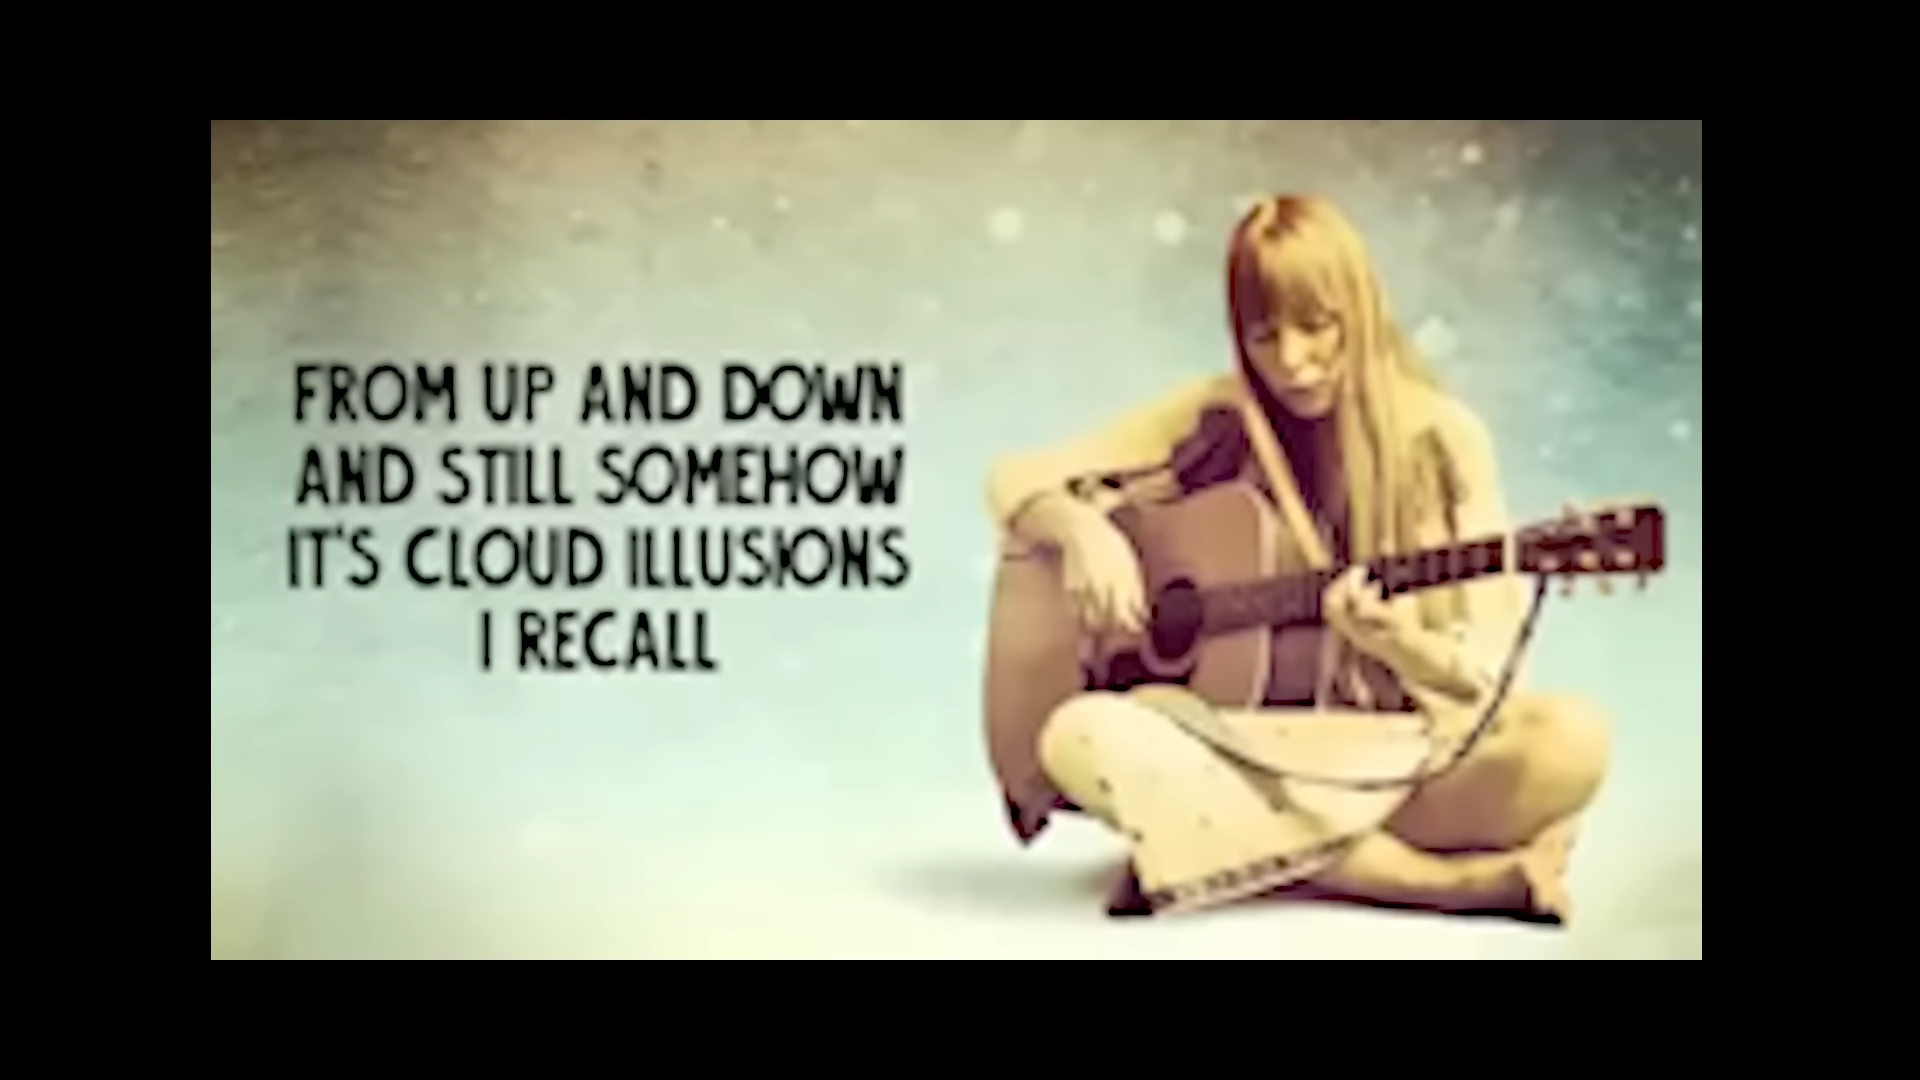 FROM UP AND DOWN
AND STILL SOMEHOW
IT'S CLOUD ILLUSIONS
I RECALL